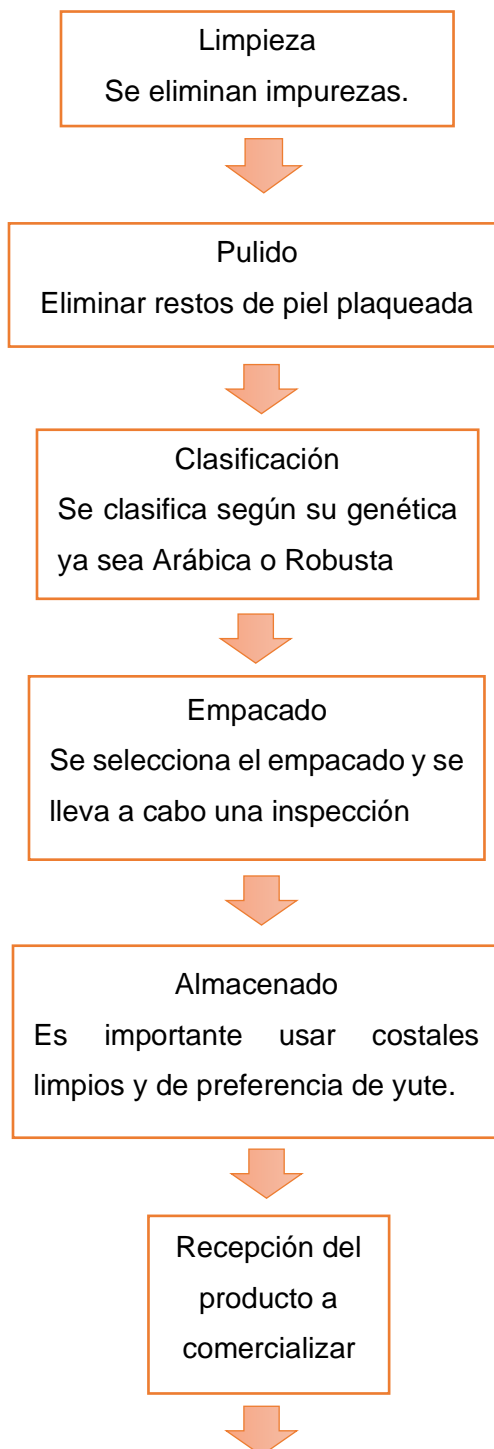 Limpieza
Se eliminan impurezas.
Pulido
Eliminar restos de piel plaqueada
Clasificación
Se clasifica según su genética
ya sea Arábica o Robusta
Empacado
Se selecciona el empacado y se
lleva a cabo una inspección
Almacenado
Es importante usar costales
limpios y de preferencia de yute.
Recepción del
producto a
comercializar